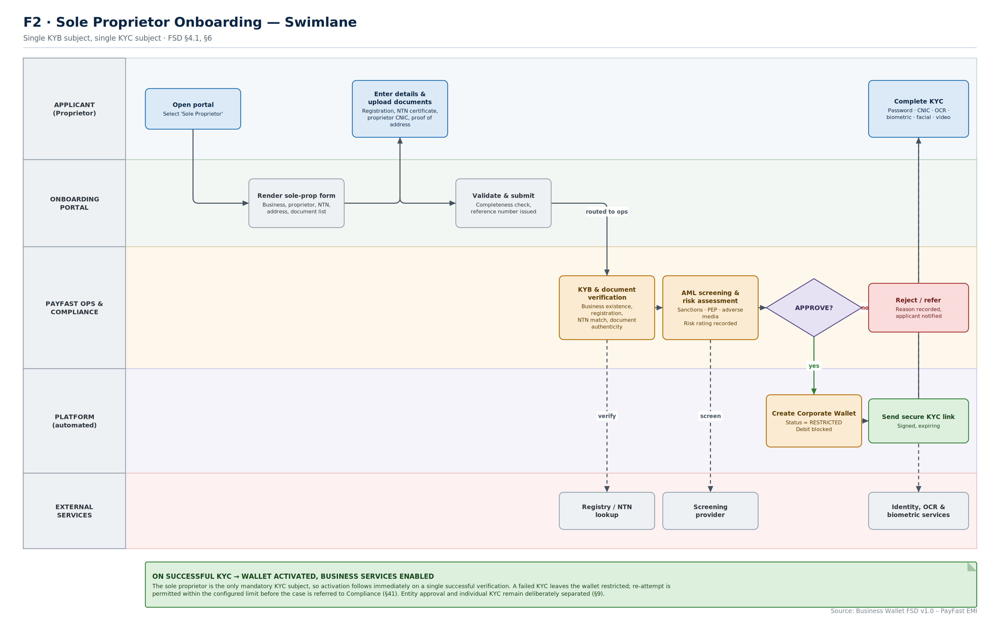 F2 · Sole Proprietor Onboarding — Swimlane
Single KYB subject, single KYC subject · FSD §4.1, §6
APPLICANT
(Proprietor)
Open portal
Select 'Sole Proprietor'
Enter details &
upload documents
Registration, NTN certificate,
proprietor CNIC, proof of
address
Complete KYC
Password · CNIC · OCR ·
biometric · facial · video
ONBOARDING
PORTAL
Render sole-prop form
Business, proprietor, NTN,
address, document list
Validate & submit
Completeness check,
reference number issued
routed to ops
PAYFAST OPS &
COMPLIANCE
KYB & document
verification
Business existence,
registration,
NTN match, document
authenticity
AML screening &
risk assessment
Sanctions · PEP · adverse
media
Risk rating recorded
APPROVE?
no
Reject / refer
Reason recorded,
applicant notified
yes
PLATFORM
(automated)
verify
screen
Create Corporate Wallet
Status = RESTRICTED
Debit blocked
Send secure KYC link
Signed, expiring
EXTERNAL
SERVICES
Registry / NTN
lookup
Screening
provider
Identity, OCR &
biometric services
ON SUCCESSFUL KYC → WALLET ACTIVATED, BUSINESS SERVICES ENABLED
The sole proprietor is the only mandatory KYC subject, so activation follows immediately on a single successful verification. A failed KYC leaves the wallet restricted; re-attempt is
permitted within the configured limit before the case is referred to Compliance (§41). Entity approval and individual KYC remain deliberately separated (§9).
Source: Business Wallet FSD v1.0 – PayFast EMI